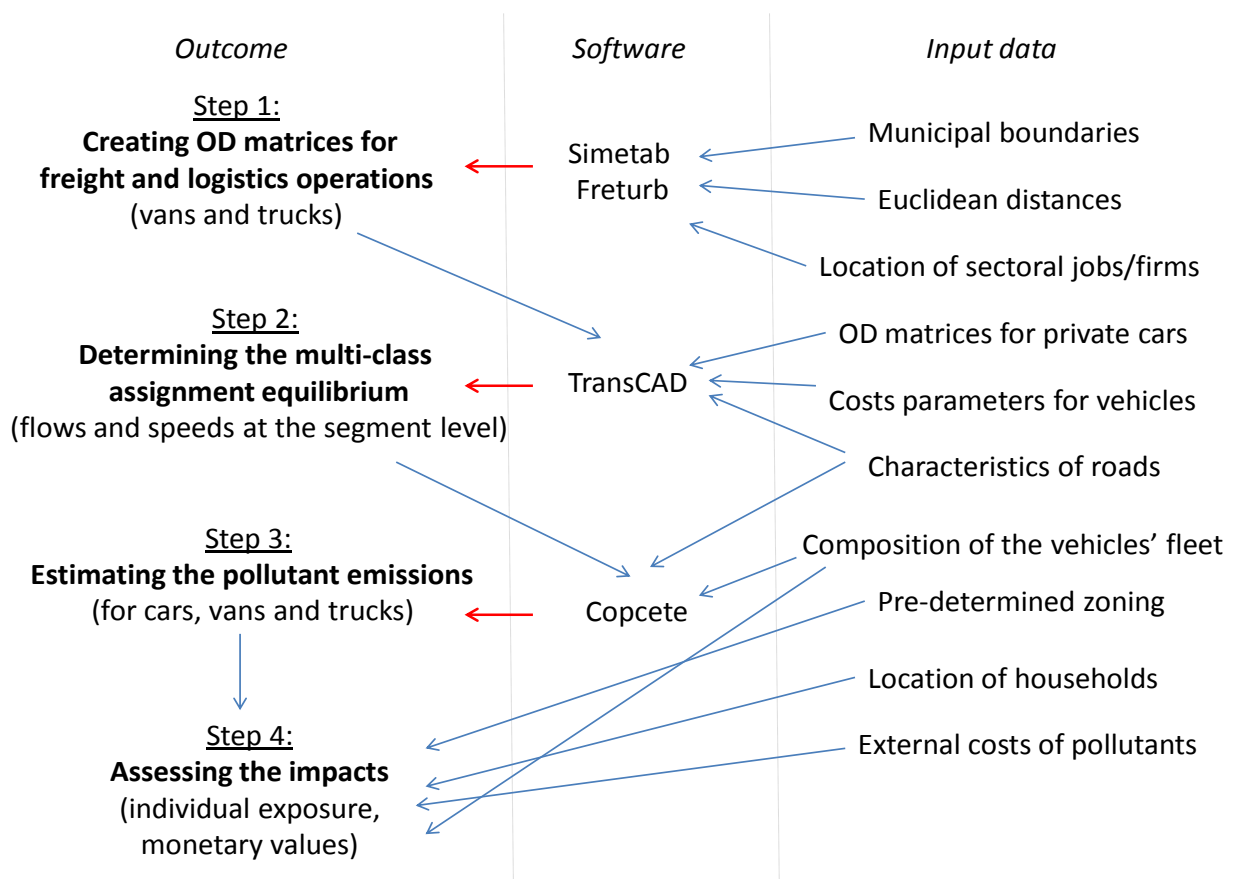 Outcome
Software
Input data
Step 1:
Creating OD matrices for
freight and logistics operations
(vans and trucks)
Simetab
Freturb
Municipal boundaries
Euclidean distances
Location of sectoral jobs/firms
Step 2:
Determining the multi-class
assignment equilibrium
(flows and speeds at the segment level)
TransCAD
OD matrices for private cars
Costs parameters for vehicles
Characteristics of roads
Step 3:
Estimating the pollutant emissions
(for cars, vans and trucks)
Copcete
Composition of the vehicles’ fleet
Pre-determined zoning
Location of households
External costs of pollutants
Step 4:
Assessing the impacts
(individual exposure,
monetary values)